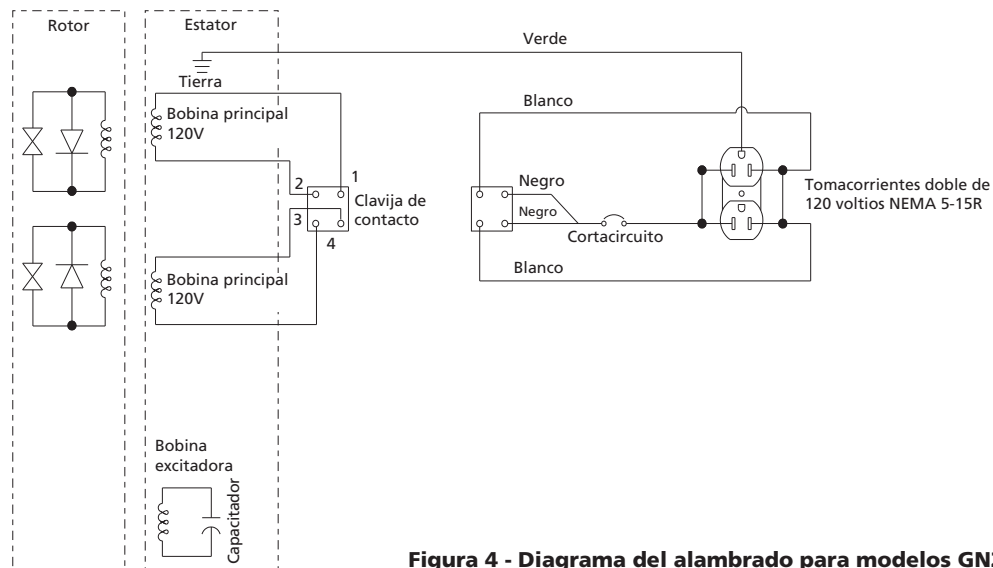 Rotor
Estator
Verde
Tierra
Blanco
Bobina principal
120V
1
2
Clavija de
contacto
3
4
Negro
Negro
Cortacircuito
Tomacorrientes doble de
120 voltios NEMA 5-15R
Blanco
Bobina principal
120V
Bobina
excitadora
Capacitador
Figura 4 - Diagrama del alambrado para modelos